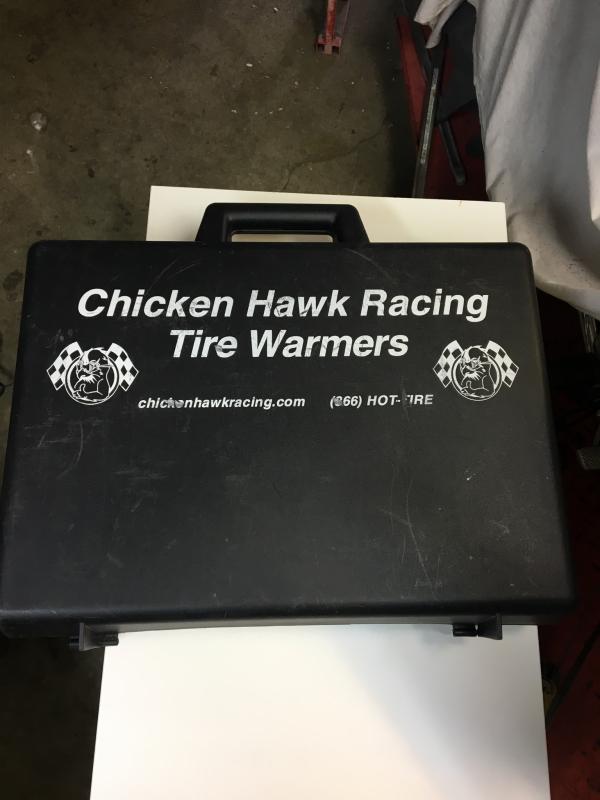 Chicken Hawk Racing
Tire Warmers
chickenhawkracing.com (866) HOT-TIRE